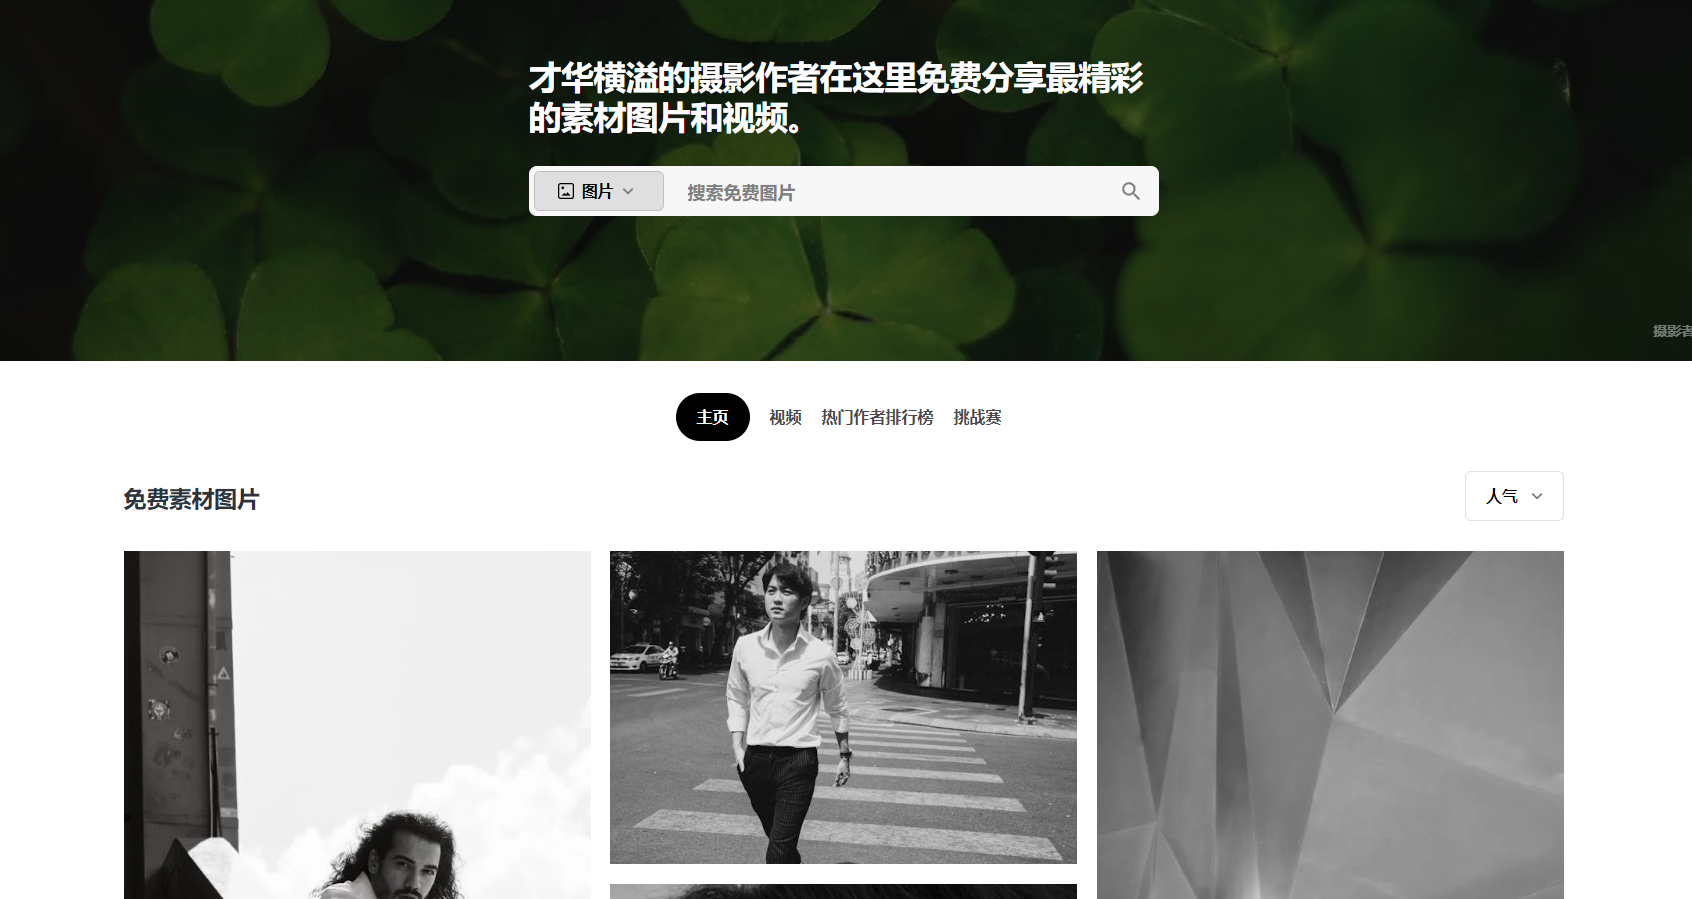 才华横溢的摄影作者在这里免费分享最精彩
的素材图片和视频。
图片
搜索免费图片
摄影者
主页 视频 热门作者排行榜 挑战赛
免费素材图片
人气